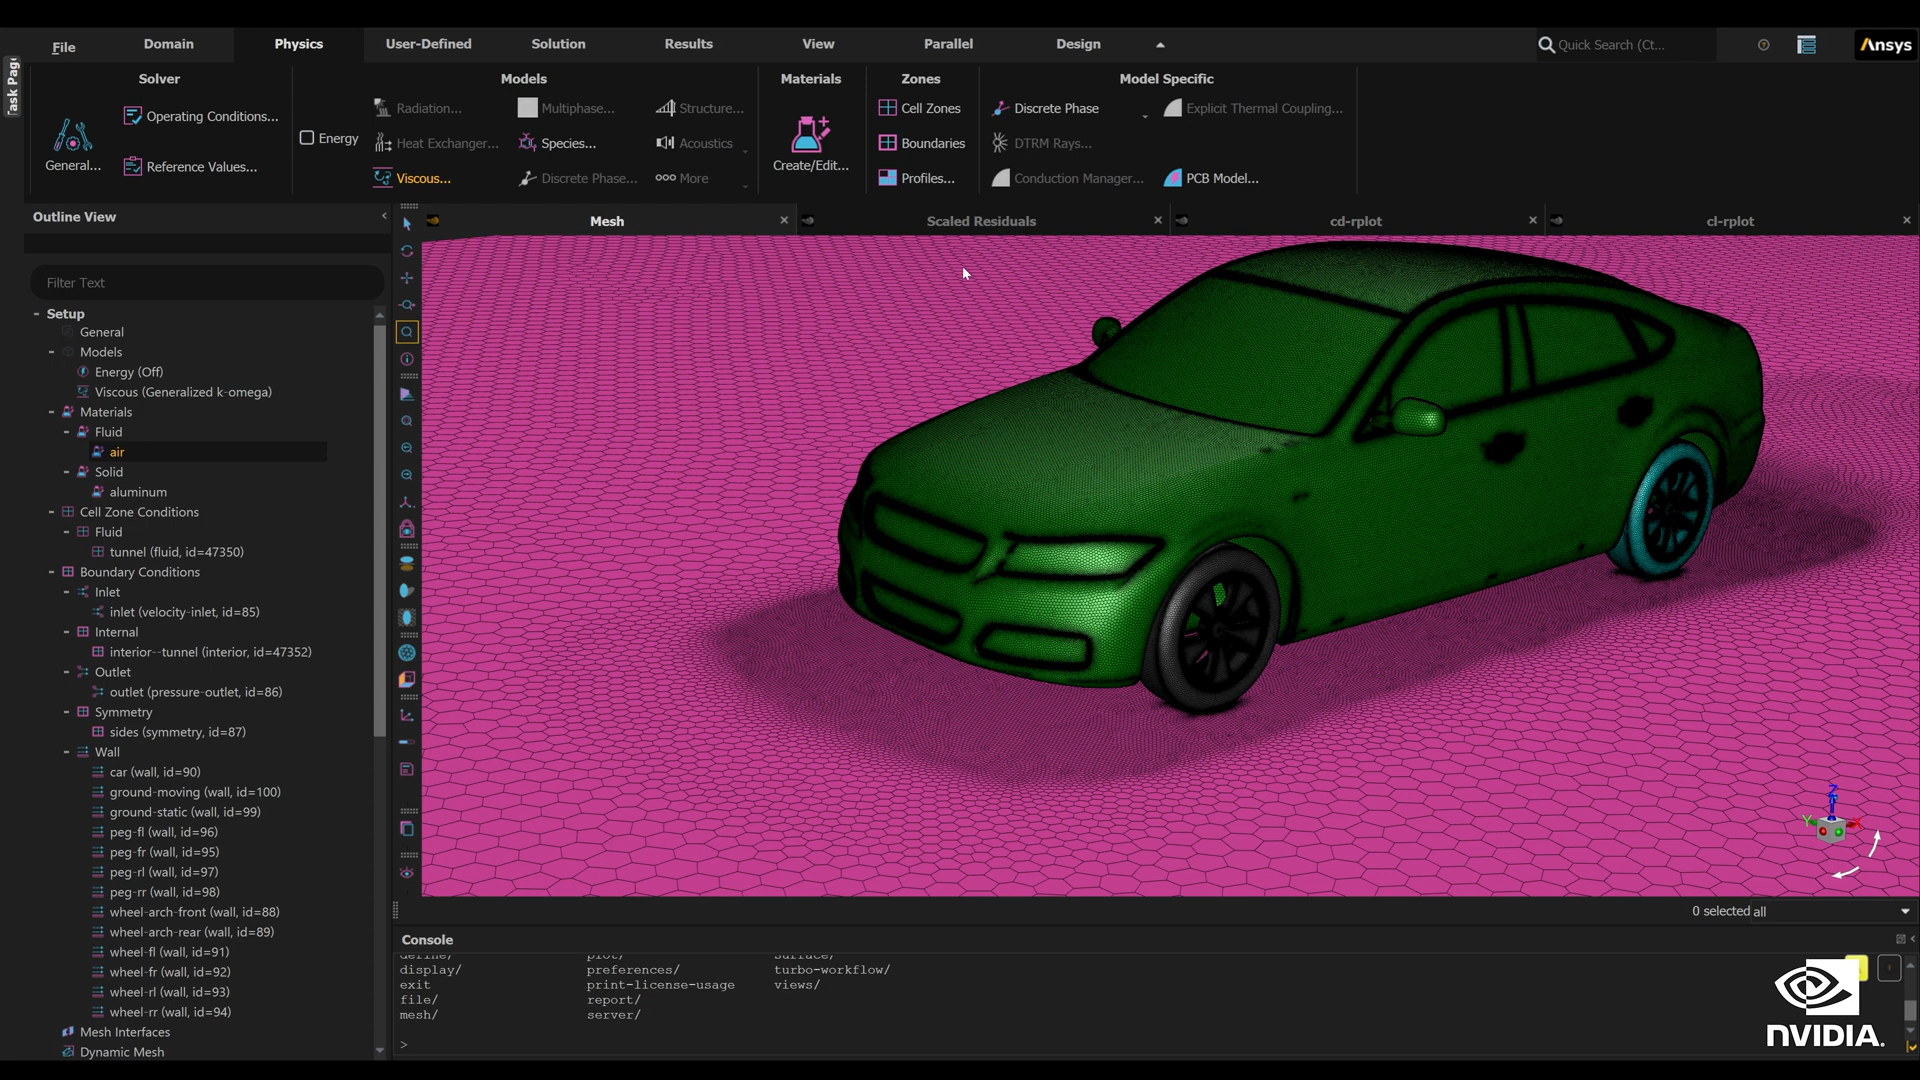 File
Domain
Physics
User-Defined
Solution
Results
View
Parallel
Design
Quick Search (Ct...
Ansys
Task Page
Solver
Models
Materials
Zones
Model Specific
General...
Operating Conditions...
Reference Values...
Energy
Radiation...
Heat Exchanger...
Viscous...
Multiphase...
Species...
Discrete Phase...
Structure...
Acoustics
More
Create/Edit...
Cell Zones
Boundaries
Profiles...
Discrete Phase
DTRM Rays...
Conduction Manager...
Explicit Thermal Coupling...
PCB Model...
Outline View
Filter Text
Setup
General
Models
Energy (Off)
Viscous (Generalized k-omega)
Materials
Fluid
air
Solid
aluminum
Cell Zone Conditions
Fluid
tunnel (fluid, id=47350)
Boundary Conditions
Inlet
inlet (velocity-inlet, id=85)
Internal
interior--tunnel (interior, id=47352)
Outlet
outlet (pressure-outlet, id=86)
Symmetry
sides (symmetry, id=87)
Wall
car (wall, id=90)
ground-moving (wall, id=100)
ground-static (wall, id=99)
peg-fl (wall, id=96)
peg-fr (wall, id=95)
peg-rl (wall, id=97)
peg-rr (wall, id=98)
wheel-arch-front (wall, id=88)
wheel-arch-rear (wall, id=89)
wheel-fl (wall, id=91)
wheel-fr (wall, id=92)
wheel-rl (wall, id=93)
wheel-rr (wall, id=94)
Mesh Interfaces
Dynamic Mesh
Mesh
Scaled Residuals
cd-rplot
cl-rplot
Z
Y
X
0 selected all
Console
define/ plot/ surface/
display/ preferences/ turbo-workflow/
exit print-license-usage views/
file/ report/
mesh/ server/
>
NVIDIA.